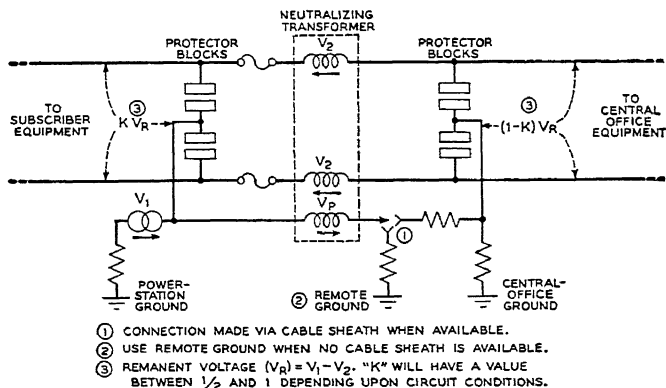 NEUTRALIZING
TRANSFORMER
PROTECTOR
BLOCKS
V2
PROTECTOR
BLOCKS
TO
SUBSCRIBER
EQUIPMENT
③
K VR
③
(1-K) VR
TO
CENTRAL
OFFICE
EQUIPMENT
V2
V1
VP
①
POWER-
STATION
GROUND
② REMOTE
GROUND
CENTRAL-
OFFICE
GROUND
① CONNECTION MADE VIA CABLE SHEATH WHEN AVAILABLE.
② USE REMOTE GROUND WHEN NO CABLE SHEATH IS AVAILABLE.
③ REMANENT VOLTAGE (VR) = V1 - V2. "K" WILL HAVE A VALUE
BETWEEN 1/2 AND 1 DEPENDING UPON CIRCUIT CONDITIONS.